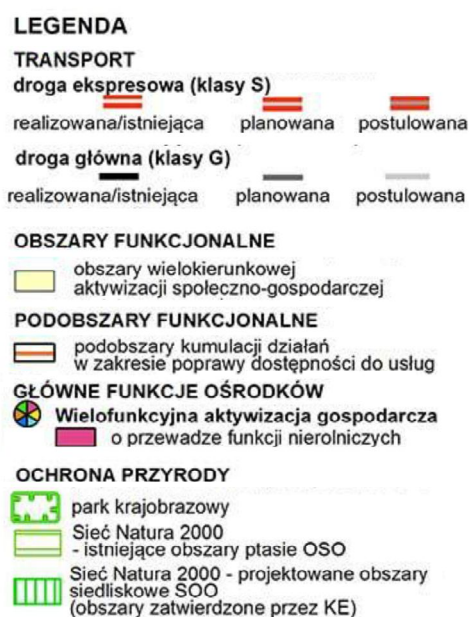 LEGENDA
TRANSPORT
droga ekspresowa (klasy S)
realizowana/istniejąca planowana postulowana
droga główna (klasy G)
realizowana/istniejąca planowana postulowana
OBSZARY FUNKCJONALNE
obszary wielokierunkowej
aktywizacji społeczno-gospodarczej
PODOBSZARY FUNKCJONALNE
podobszary kumulacji działań
w zakresie poprawy dostępności do usług
GŁÓWNE FUNKCJE OŚRODKÓW
Wielofunkcyjna aktywizacja gospodarcza
o przewadze funkcji nierolniczych
OCHRONA PRZYRODY
park krajobrazowy
Sieć Natura 2000
- istniejące obszary ptasie OSO
Sieć Natura 2000 - projektowane obszary
siedliskowe SOO
(obszary zatwierdzone przez KE)